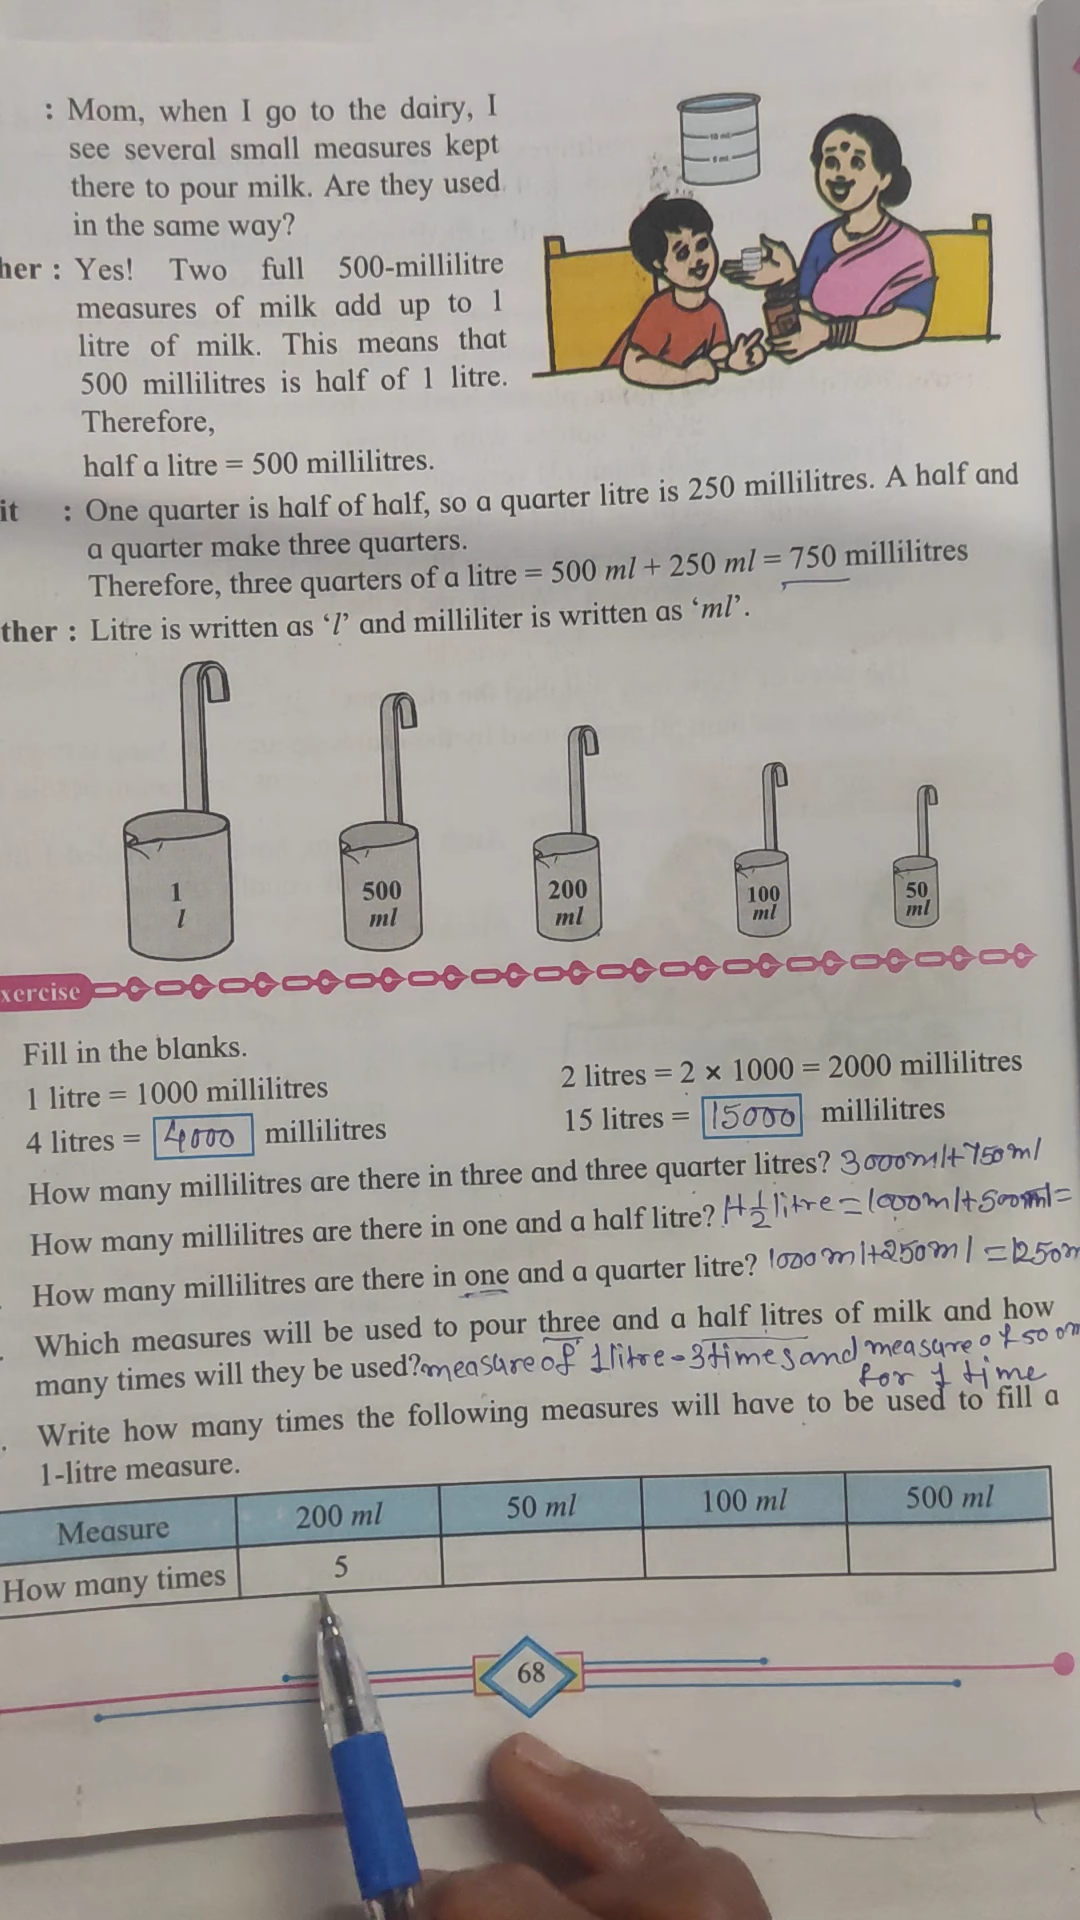 : Mom, when I go to the dairy, I
see several small measures kept
there to pour milk. Are they used
in the same way?
her : Yes! Two full 500-millilitre
measures of milk add up to 1
litre of milk. This means that
500 millilitres is half of 1 litre.
Therefore,
half a litre = 500 millilitres.
it : One quarter is half of half, so a quarter litre is 250 millilitres. A half and
a quarter make three quarters.
Therefore, three quarters of a litre = 500 ml + 250 ml = 750 millilitres
ther : Litre is written as ‘l’ and milliliter is written as ‘ml’.
1 l
500 ml
200 ml
100 ml
50 ml
xercise
Fill in the blanks.
1 litre = 1000 millilitres
2 litres = 2 × 1000 = 2000 millilitres
4 litres = 4000 millilitres
15 litres = 15000 millilitres
How many millilitres are there in three and three quarter litres? 3000ml+750ml
How many millilitres are there in one and a half litre? 1+1/2 litre=1000ml+500ml=
How many millilitres are there in one and a quarter litre? 1000ml+250ml=1250m
Which measures will be used to pour three and a half litres of milk and how
many times will they be used? measure of 1litre-3times and measure of 500m
for 1 time
Write how many times the following measures will have to be used to fill a
1-litre measure.
Measure 200 ml 50 ml 100 ml 500 ml
How many times 5
68